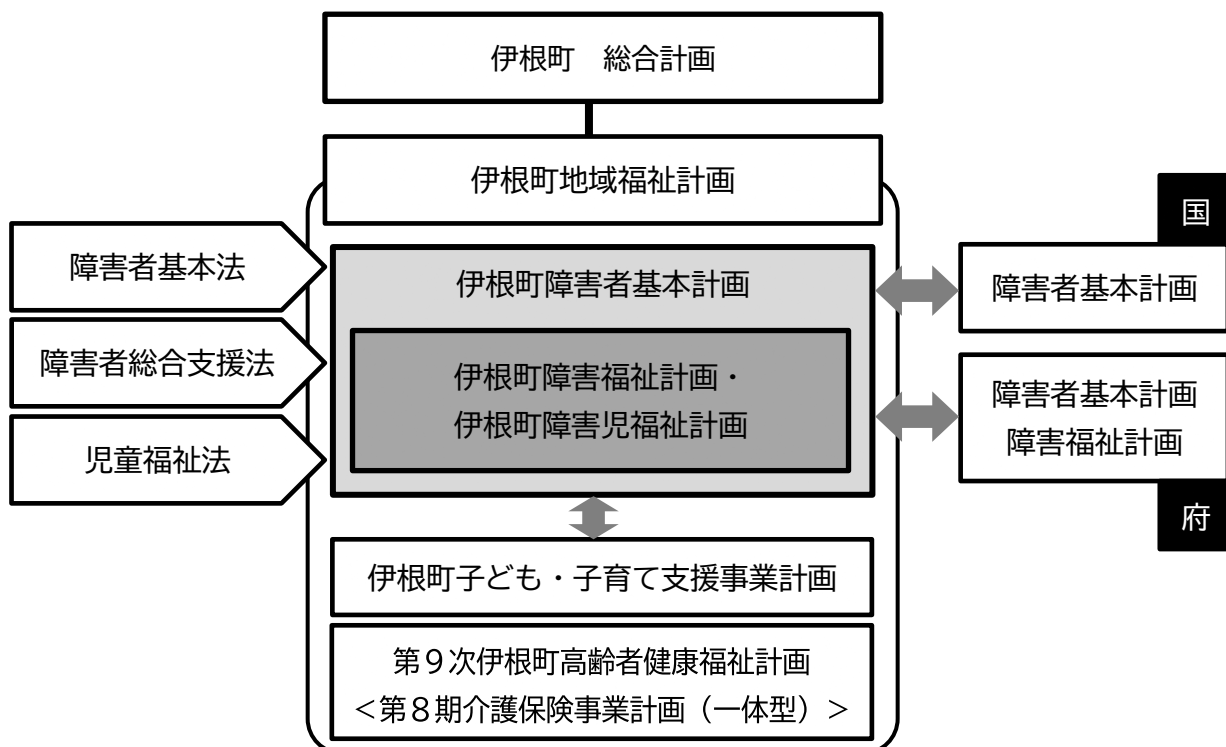 伊根町　総合計画
伊根町地域福祉計画
障害者基本法
障害者総合支援法
児童福祉法
伊根町障害者基本計画
伊根町障害福祉計画・
伊根町障害児福祉計画
国
障害者基本計画
障害者基本計画
障害福祉計画
府
伊根町子ども・子育て支援事業計画
第９次伊根町高齢者健康福祉計画
＜第８期介護保険事業計画（一体型）＞